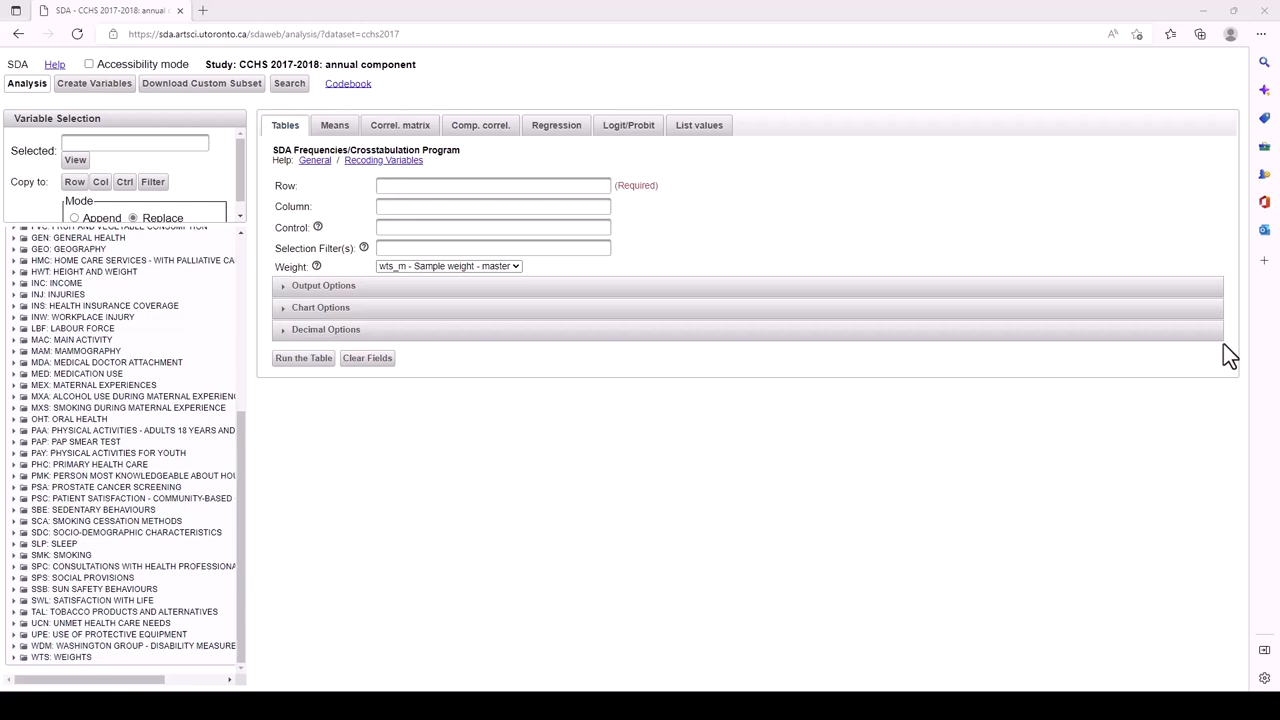 SDA - CCHS 2017-2018: annual c
https://sda.artsci.utoronto.ca/sdaweb/analysis/?dataset=cchs2017
SDA Help Accessibility mode Study: CCHS 2017-2018: annual component
Analysis Create Variables Download Custom Subset Search Codebook
Variable Selection
Selected:
View
Copy to: Row Col Ctrl Filter
Mode
Append Replace
FVC: FRUIT AND VEGETABLE CONSUMPTION
GEN: GENERAL HEALTH
GEO: GEOGRAPHY
HMC: HOME CARE SERVICES - WITH PALLIATIVE CA
HWT: HEIGHT AND WEIGHT
INC: INCOME
INJ: INJURIES
INS: HEALTH INSURANCE COVERAGE
INW: WORKPLACE INJURY
LBF: LABOUR FORCE
MAC: MAIN ACTIVITY
MAM: MAMMOGRAPHY
MDA: MEDICAL DOCTOR ATTACHMENT
MED: MEDICATION USE
MEX: MATERNAL EXPERIENCES
MXA: ALCOHOL USE DURING MATERNAL EXPERIENC
MXS: SMOKING DURING MATERNAL EXPERIENCE
OHT: ORAL HEALTH
PAA: PHYSICAL ACTIVITIES - ADULTS 18 YEARS AND
PAP: PAP SMEAR TEST
PAY: PHYSICAL ACTIVITIES FOR YOUTH
PHC: PRIMARY HEALTH CARE
PMK: PERSON MOST KNOWLEDGEABLE ABOUT HOU
PSA: PROSTATE CANCER SCREENING
PSC: PATIENT SATISFACTION - COMMUNITY-BASED
SBE: SEDENTARY BEHAVIOURS
SCA: SMOKING CESSATION METHODS
SDC: SOCIO-DEMOGRAPHIC CHARACTERISTICS
SLP: SLEEP
SMK: SMOKING
SPC: CONSULTATIONS WITH HEALTH PROFESSIONA
SPS: SOCIAL PROVISIONS
SSB: SUN SAFETY BEHAVIOURS
SWL: SATISFACTION WITH LIFE
TAL: TOBACCO PRODUCTS AND ALTERNATIVES
UCN: UNMET HEALTH CARE NEEDS
UPE: USE OF PROTECTIVE EQUIPMENT
WDM: WASHINGTON GROUP - DISABILITY MEASURE
WTS: WEIGHTS
Tables Means Correl. matrix Comp. correl. Regression Logit/Probit List values
SDA Frequencies/Crosstabulation Program
Help: General / Recoding Variables
Row: (Required)
Column:
Control:
Selection Filter(s):
Weight: wts_m - Sample weight - master
Output Options
Chart Options
Decimal Options
Run the Table Clear Fields